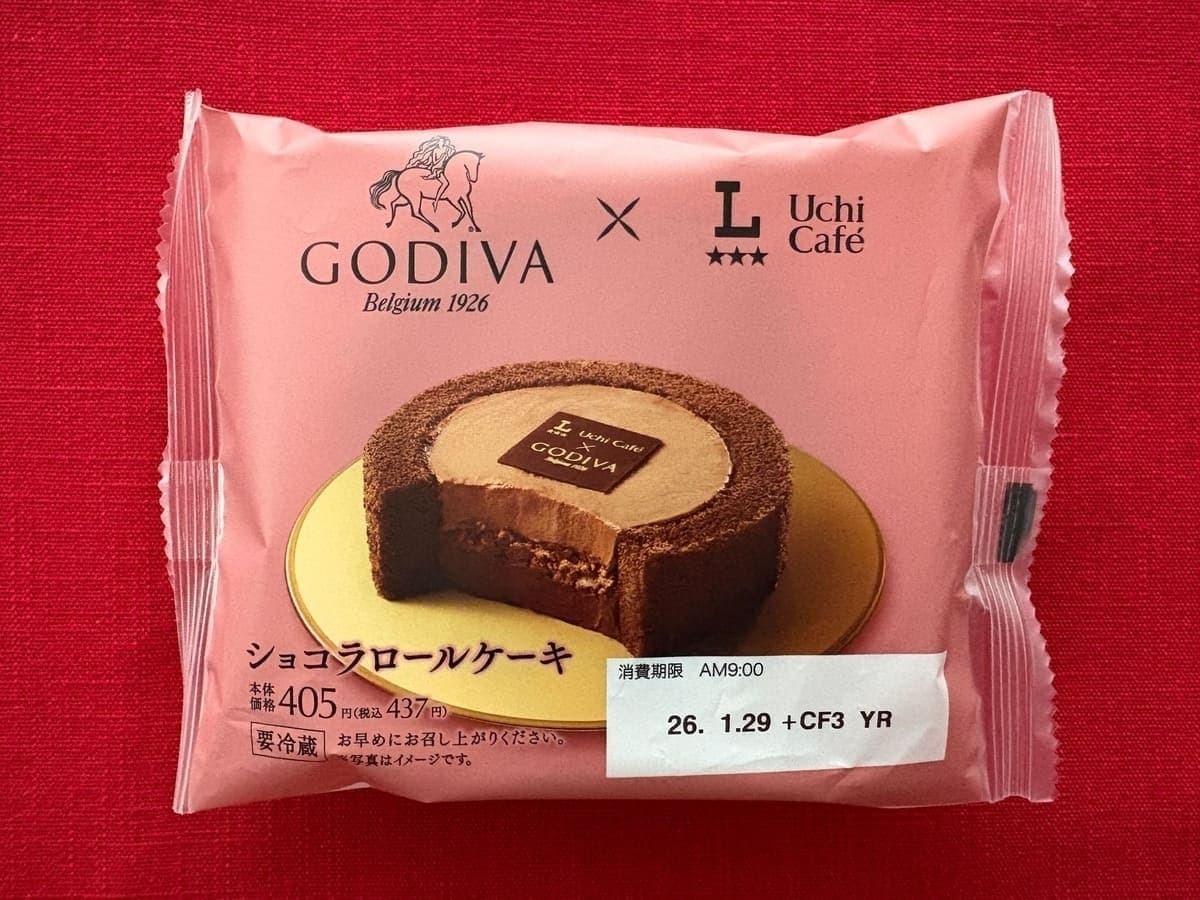 GODIVA
Belgium 1926
×
L
★★★
Uchi
Café
L Uchi Café
×
GODIVA
Belgium 1926
ショコラロールケーキ
本体
価格 405円(税込 437円)
要冷蔵 お早めにお召し上がりください。
※写真はイメージです。
消費期限 AM9:00
26. 1.29 +CF3 YR